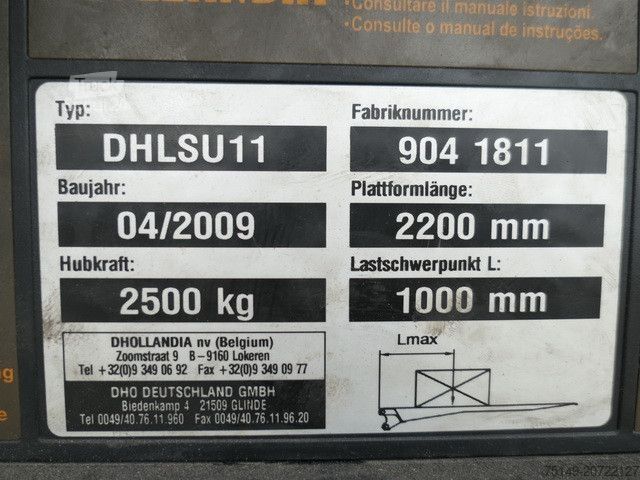 •Consultare il manuale istruzioni.
•Consulte o manual de instruções.
Truck
Typ:
DHLSU11
Fabriknummer:
904 1811
Baujahr:
04/2009
Plattformlänge:
2200 mm
Hubkraft:
2500 kg
Lastschwerpunkt L:
1000 mm
DHOLLANDIA nv (Belgium)
Zoomstraat 9 B-9160 Lokeren
Tel +32(0)9 349 06 92 Fax +32(0)9 349 09 77
DHO DEUTSCHLAND GMBH
Biedenkamp 4 21509 GLINDE
Tel 0049/40.76.11.960 Fax 0049/40.76.11.96.20
Lmax
75149-20722127